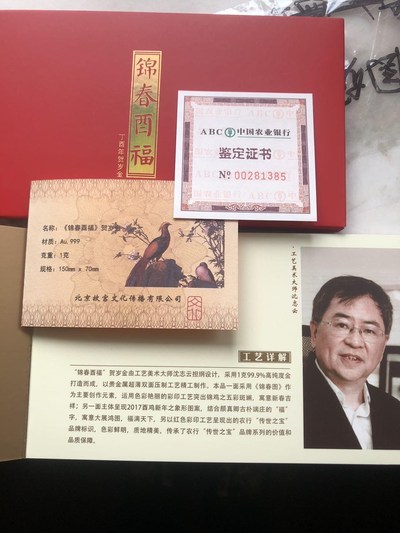 锦春酉福
丁酉年贺岁金
ABC 中国农业银行
鉴定证书
№ 00281385
名称：《锦春酉福》贺岁
材质：Au.999
克重：1克
规格：150mm x 70mm
北京故宫文化传播有限公司
工艺美术大师沈志云
工艺详解
“锦春酉福”贺岁金由工艺美术大师沈志云担纲设计，采用1克99.9%高纯度金
打造而成，以贵金属超薄双面压制工艺精工制作。本品一面采用《锦春图》作
为主要创作元素，运用色彩艳丽的彩印工艺突出锦鸡之五彩斑斓，寓意新春吉
祥；另一面主体呈现2017酉鸡新年之象形图案，结合颜真卿古朴端庄的“福”
字，寓意大展鸿图，福满天下，另以红色彩印工艺呈现出的农行“传世之宝”
品牌标识，色彩鲜明，质地精美，传承了农行“传世之宝”品牌系列的价值和
品质保障。